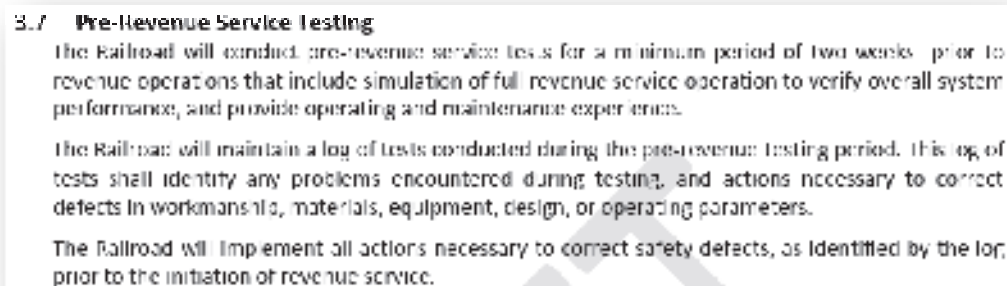 3.7 Pre-Revenue Service Testing
The Railroad will conduct pre-revenue service tests for a minimum period of two weeks prior to
revenue operations that include simulation of full revenue service operation to verify overall system
performance, and provide operating and maintenance experience.
The Railroad will maintain a log of tests conducted during the pre-revenue testing period. This log of
tests shall identify any problems encountered during testing, and actions necessary to correct
defects in workmanship, materials, equipment, design, or operating parameters.
The Railroad will implement all actions necessary to correct safety defects, as identified by the log,
prior to the initiation of revenue service.